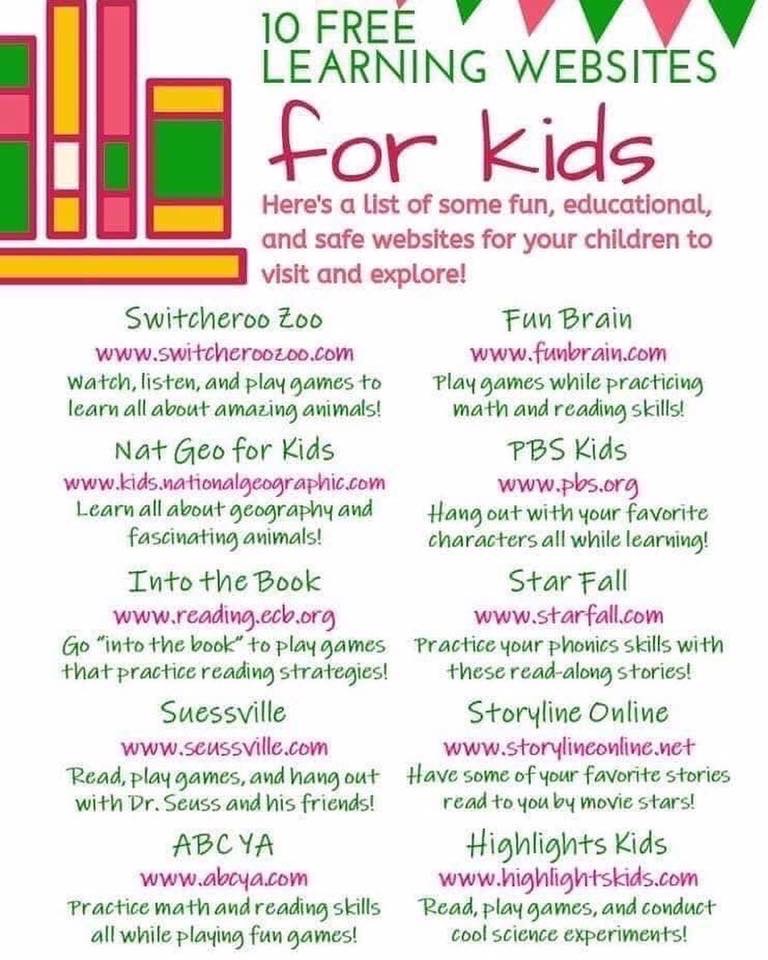 10 FREE
LEARNING WEBSITES
for kids
Here's a list of some fun, educational,
and safe websites for your children to
visit and explore!
Switcheroo Zoo
www.switcheroozoo.com
Watch, listen, and play games to
learn all about amazing animals!
Nat Geo for Kids
www.kids.nationalgeographic.com
Learn all about geography and
fascinating animals!
Into the Book
www.reading.ecb.org
Go "into the book" to play games
that practice reading strategies!
Suessville
www.seussville.com
Read, play games, and hang out
with Dr. Seuss and his friends!
ABC YA
www.abcya.com
Practice math and reading skills
all while playing fun games!
Fun Brain
www.funbrain.com
Play games while practicing
math and reading skills!
PBS Kids
www.pbs.org
Hang out with your favorite
characters all while learning!
Star Fall
www.starfall.com
Practice your phonics skills with
these read-along stories!
Storyline Online
www.storylineonline.net
Have some of your favorite stories
read to you by movie stars!
Highlights Kids
www.highlightskids.com
Read, play games, and conduct
cool science experiments!